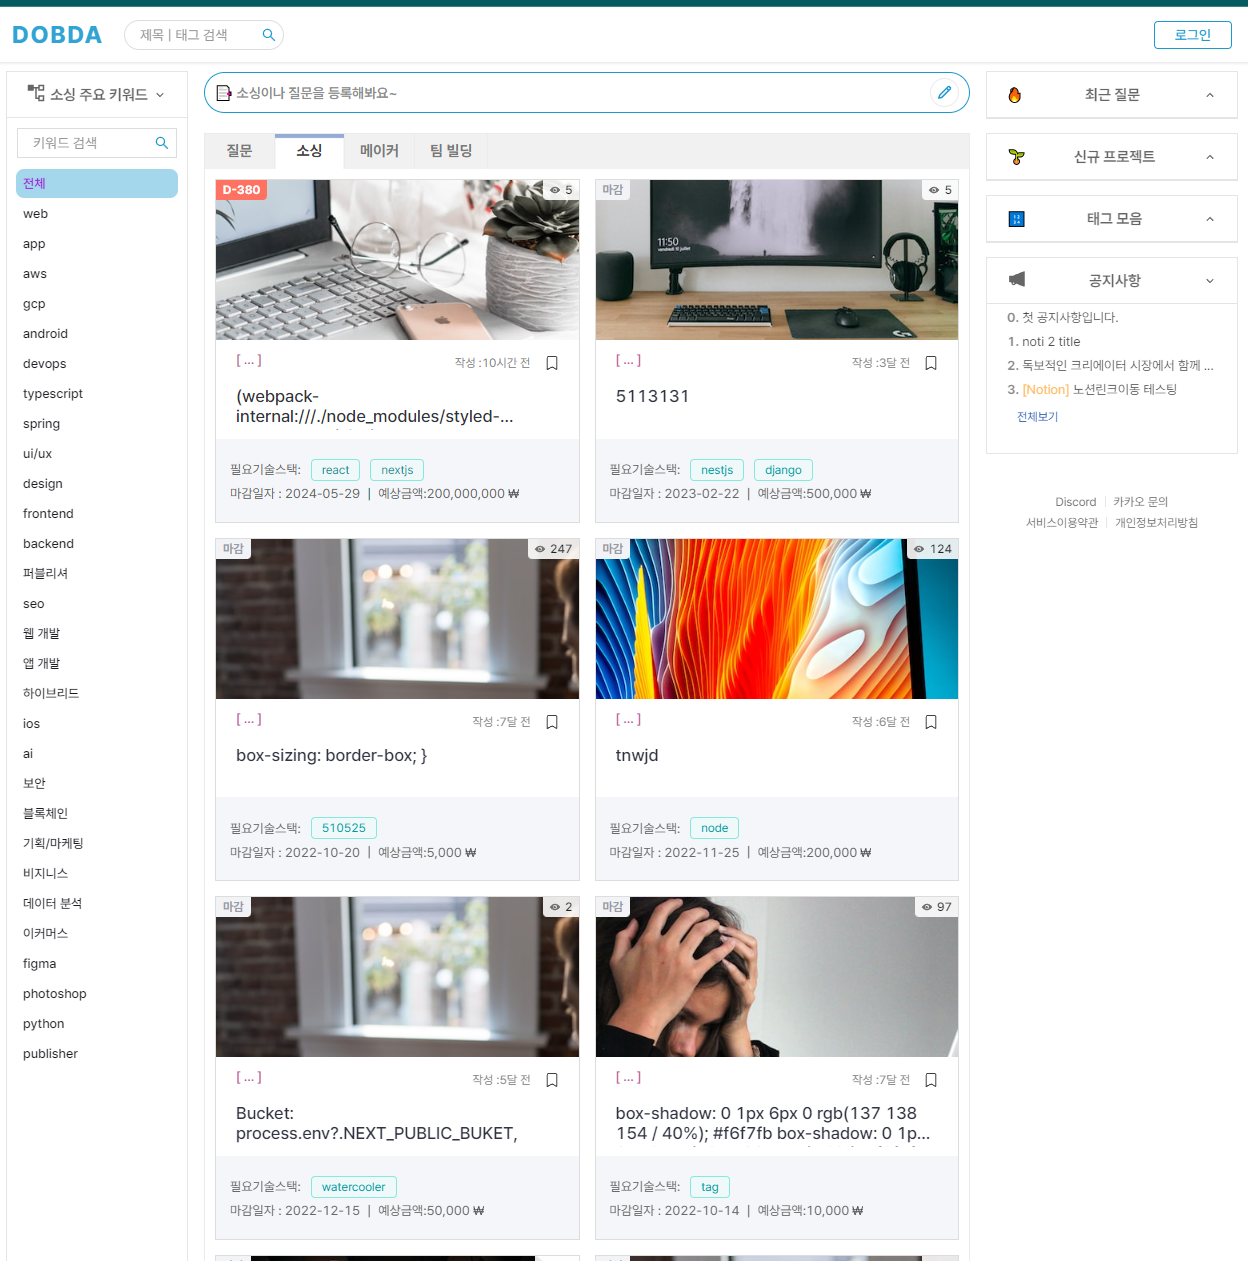 DOBDA
제목 | 태그 검색
로그인
소싱 주요 키워드
키워드 검색
전체
web
app
aws
gcp
android
devops
typescript
spring
ui/ux
design
frontend
backend
퍼블리셔
seo
웹 개발
앱 개발
하이브리드
ios
ai
보안
블록체인
기획/마케팅
비지니스
데이터 분석
이커머스
figma
photoshop
python
publisher
소싱이나 질문을 등록해봐요~
질문 소싱 메이커 팀 빌딩
D-380
5
[ ... ]
작성 :10시간 전
(webpack-
internal:///./node_modules/styled-...
필요기술스택: react nextjs
마감일자 : 2024-05-29 | 예상금액:200,000,000 ₩
마감
5
11:50
vendredi 10 juillet
[ ... ]
작성 :3달 전
5113131
필요기술스택: nestjs django
마감일자 : 2023-02-22 | 예상금액:500,000 ₩
마감
247
[ ... ]
작성 :7달 전
box-sizing: border-box; }
필요기술스택: 510525
마감일자 : 2022-10-20 | 예상금액:5,000 ₩
마감
124
[ ... ]
작성 :6달 전
tnwjd
필요기술스택: node
마감일자 : 2022-11-25 | 예상금액:200,000 ₩
마감
2
[ ... ]
작성 :5달 전
Bucket:
process.env?.NEXT_PUBLIC_BUKET,
필요기술스택: watercooler
마감일자 : 2022-12-15 | 예상금액:50,000 ₩
마감
97
[ ... ]
작성 :7달 전
box-shadow: 0 1px 6px 0 rgb(137 138
154 / 40%); #f6f7fb box-shadow: 0 1p...
필요기술스택: tag
마감일자 : 2022-10-14 | 예상금액:10,000 ₩
최근 질문
신규 프로젝트
태그 모음
공지사항
0. 첫 공지사항입니다.
1. noti 2 title
2. 독보적인 크리에이터 시장에서 함께 ...
3. [Notion] 노션린크이동 테스팅
전체보기
Discord 카카오 문의
서비스이용약관 개인정보처리방침